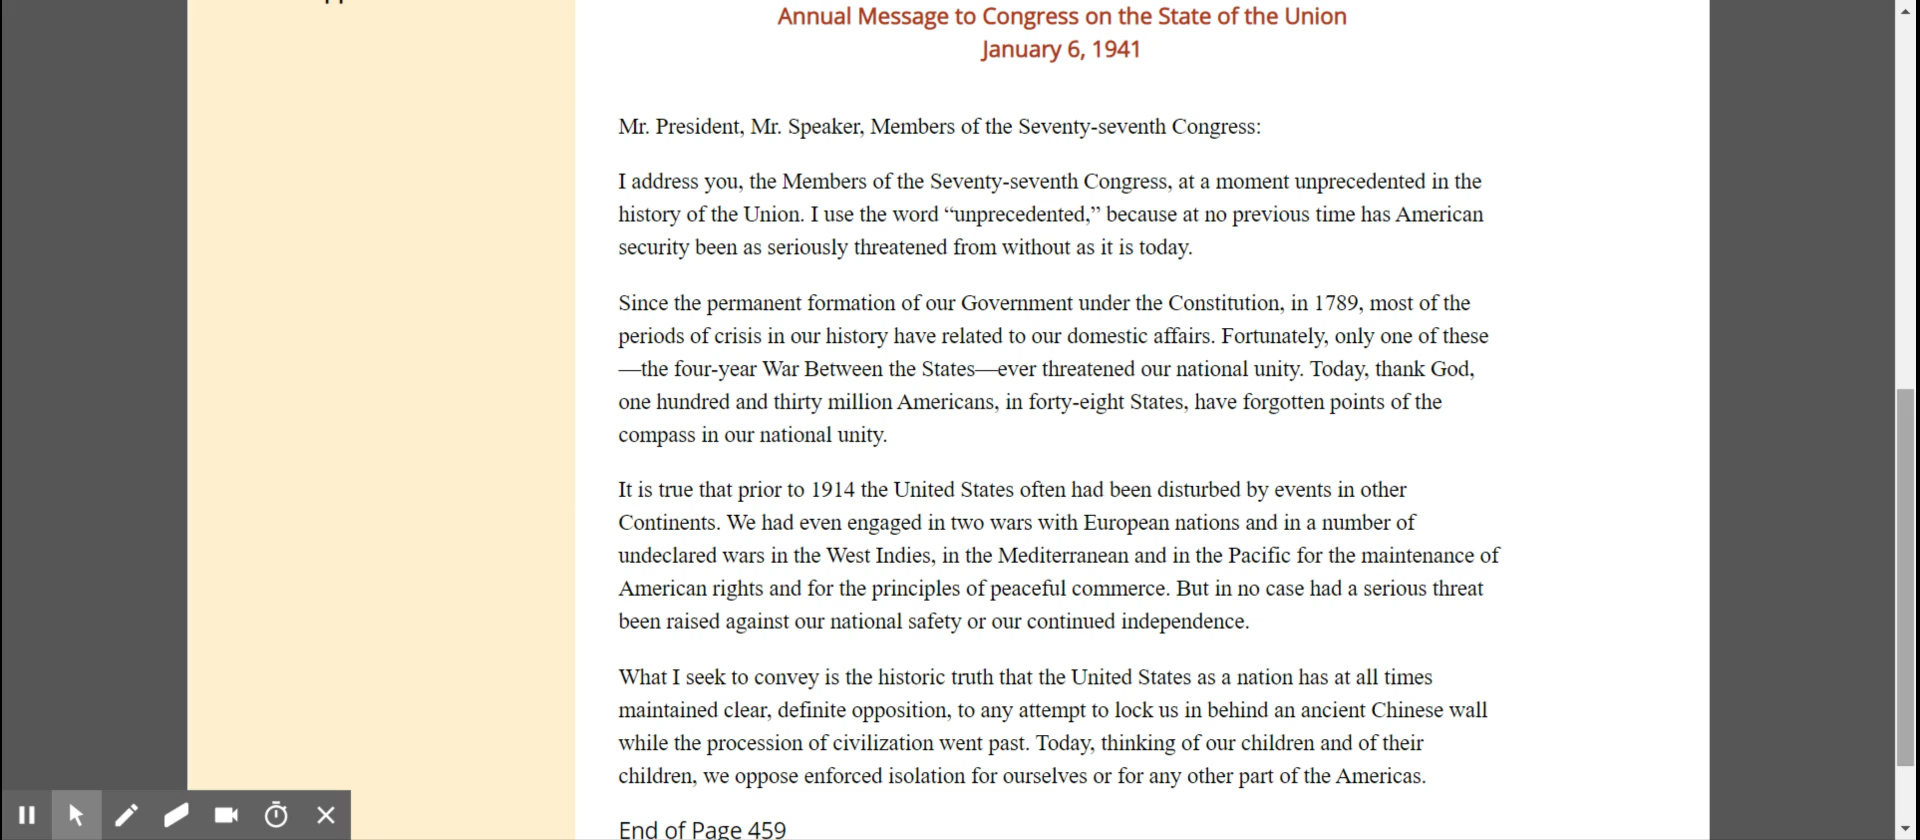 Annual Message to Congress on the State of the Union
January 6, 1941
Mr. President, Mr. Speaker, Members of the Seventy-seventh Congress:
I address you, the Members of the Seventy-seventh Congress, at a moment unprecedented in the
history of the Union. I use the word “unprecedented,” because at no previous time has American
security been as seriously threatened from without as it is today.
Since the permanent formation of our Government under the Constitution, in 1789, most of the
periods of crisis in our history have related to our domestic affairs. Fortunately, only one of these
—the four-year War Between the States—ever threatened our national unity. Today, thank God,
one hundred and thirty million Americans, in forty-eight States, have forgotten points of the
compass in our national unity.
It is true that prior to 1914 the United States often had been disturbed by events in other
Continents. We had even engaged in two wars with European nations and in a number of
undeclared wars in the West Indies, in the Mediterranean and in the Pacific for the maintenance of
American rights and for the principles of peaceful commerce. But in no case had a serious threat
been raised against our national safety or our continued independence.
What I seek to convey is the historic truth that the United States as a nation has at all times
maintained clear, definite opposition, to any attempt to lock us in behind an ancient Chinese wall
while the procession of civilization went past. Today, thinking of our children and of their
children, we oppose enforced isolation for ourselves or for any other part of the Americas.
End of Page 459